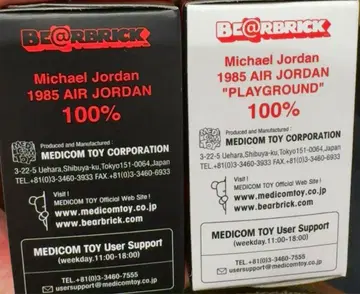 BE@RBRICK
Michael Jordan
1985 AIR JORDAN
100%
Produced and Manufactured :
MEDICOM TOY CORPORATION
3-22-5 Uehara,Shibuya-ku,Tokyo151-0064,Japan
TEL.+81(0)3-3460-3933 FAX.+81(0)3-6893-6960
Visit !
MEDICOM TOY Official Web Site !
www.medicomtoy.co.jp
www.bearbrick.com
MEDICOM TOY User Support
(weekday.11:00-18:00)
TEL.+81(0)3-3460-7555
usersupport@medicomtoy.co.jp
BE@RBRICK
Michael Jordan
1985 AIR JORDAN
"PLAYGROUND"
100%
Produced and Manufactured :
MEDICOM TOY CORPORATION
3-22-5 Uehara,Shibuya-ku,Tokyo151-0064,Japan
Visit !
MEDICOM TOY Official Web Site !
www.medicomtoy.co.jp
www.bearbrick.com
MEDICOM TOY User Support
(weekday.11:00-18:00)
TEL.+81(0)3-3460-7555
usersupport@medicomtoy.co.jp